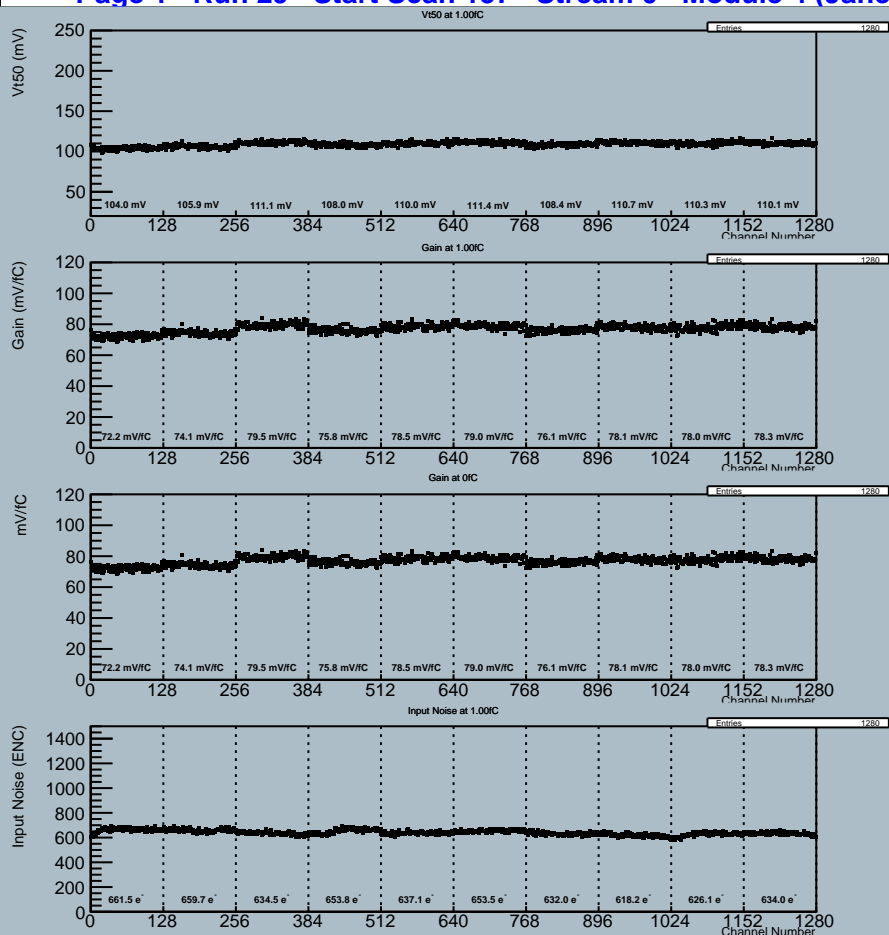 Vt50 at 1.00fC
Entries 1280
Vt50 (mV)
250
200
150
100
50
104.0 mV 105.9 mV 111.1 mV 108.0 mV 110.0 mV 111.4 mV 108.4 mV 110.7 mV 110.3 mV 110.1 mV
0 128 256 384 512 640 768 896 1024 1152 1280
Channel Number
Gain at 1.00fC
Entries 1280
Gain (mV/fC)
120
100
80
60
40
20
0
72.2 mV/fC 74.1 mV/fC 79.5 mV/fC 75.8 mV/fC 78.5 mV/fC 79.0 mV/fC 76.1 mV/fC 78.1 mV/fC 78.0 mV/fC 78.3 mV/fC
0 128 256 384 512 640 768 896 1024 1152 1280
Channel Number
Gain at 0fC
Entries 1280
mV/fC
120
100
80
60
40
20
0
72.2 mV/fC 74.1 mV/fC 79.5 mV/fC 75.8 mV/fC 78.5 mV/fC 79.0 mV/fC 76.1 mV/fC 78.1 mV/fC 78.0 mV/fC 78.3 mV/fC
0 128 256 384 512 640 768 896 1024 1152 1280
Channel Number
Input Noise at 1.00fC
Entries 1280
Input Noise (ENC)
1400
1200
1000
800
600
400
200
0
661.5 e⁻ 659.7 e⁻ 634.5 e⁻ 653.8 e⁻ 637.1 e⁻ 653.5 e⁻ 632.0 e⁻ 618.2 e⁻ 626.1 e⁻ 634.0 e⁻
0 128 256 384 512 640 768 896 1024 1152 1280
Channel Number